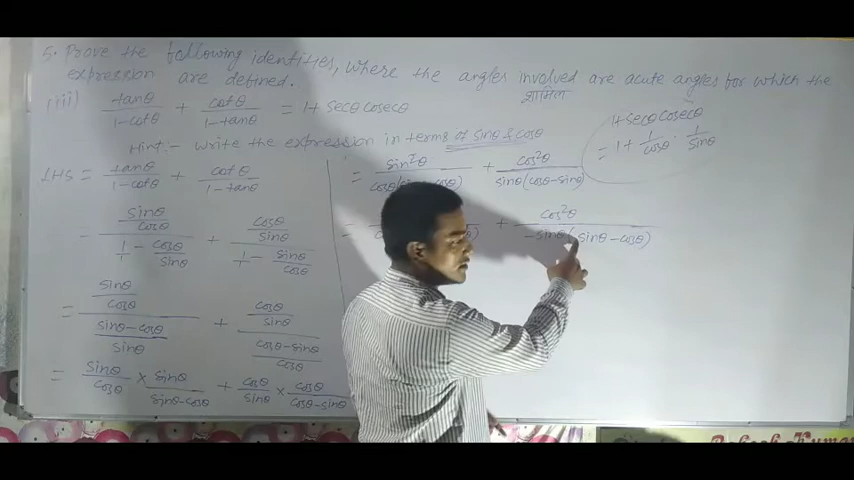 5. Prove the following identities, where the angles involved are acute angles for which the
शामिल
expression are defined.
(iii) tanθ/1-cotθ + cotθ/1-tanθ = 1+ secθ cosecθ
Hint:- Write the expression in terms of sinθ & cosθ
LHS = tanθ/1-cotθ + cotθ/1-tanθ
= sinθ/cosθ / 1/1 - cosθ/sinθ + cosθ/sinθ / 1/1 - sinθ/cosθ
= sinθ/cosθ / sinθ-cosθ/sinθ + cosθ/sinθ / cosθ-sinθ/cosθ
= sinθ/cosθ × sinθ/sinθ-cosθ + cosθ/sinθ × cosθ/cosθ-sinθ
= sin²θ/cosθ(sinθ-cosθ) + cos²θ/sinθ(cosθ-sinθ)
= + cos²θ/-sinθ(sinθ-cosθ)
1+secθ cosecθ
= 1+ 1/cosθ · 1/sinθ